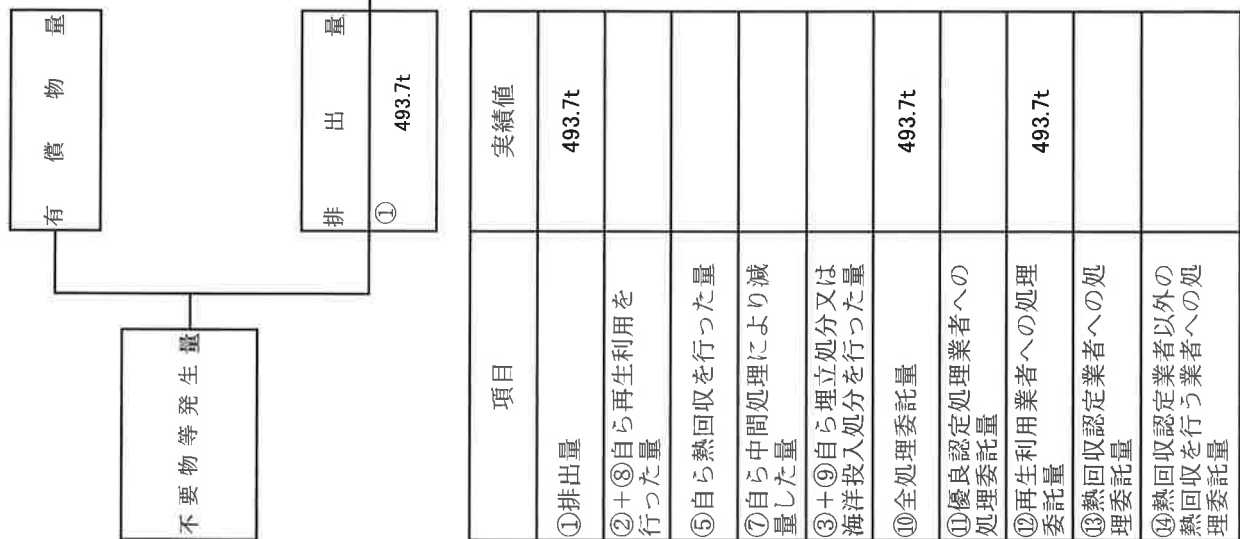 不要物等発生量
有償物量
排出量
①
493.7t
項目
実績値
①排出量
493.7t
②+⑧自ら再生利用を
行った量
⑤自ら熱回収を行った量
⑦自ら中間処理により減
量した量
③+⑨自ら埋立処分又は
海洋投入処分を行った量
⑩全処理委託量
493.7t
⑪優良認定処理業者への
処理委託量
⑫再生利用業者への処理
委託量
493.7t
⑬熱回収認定業者への処
理委託量
⑭熱回収認定業者以外の
熱回収を行う業者への処
理委託量